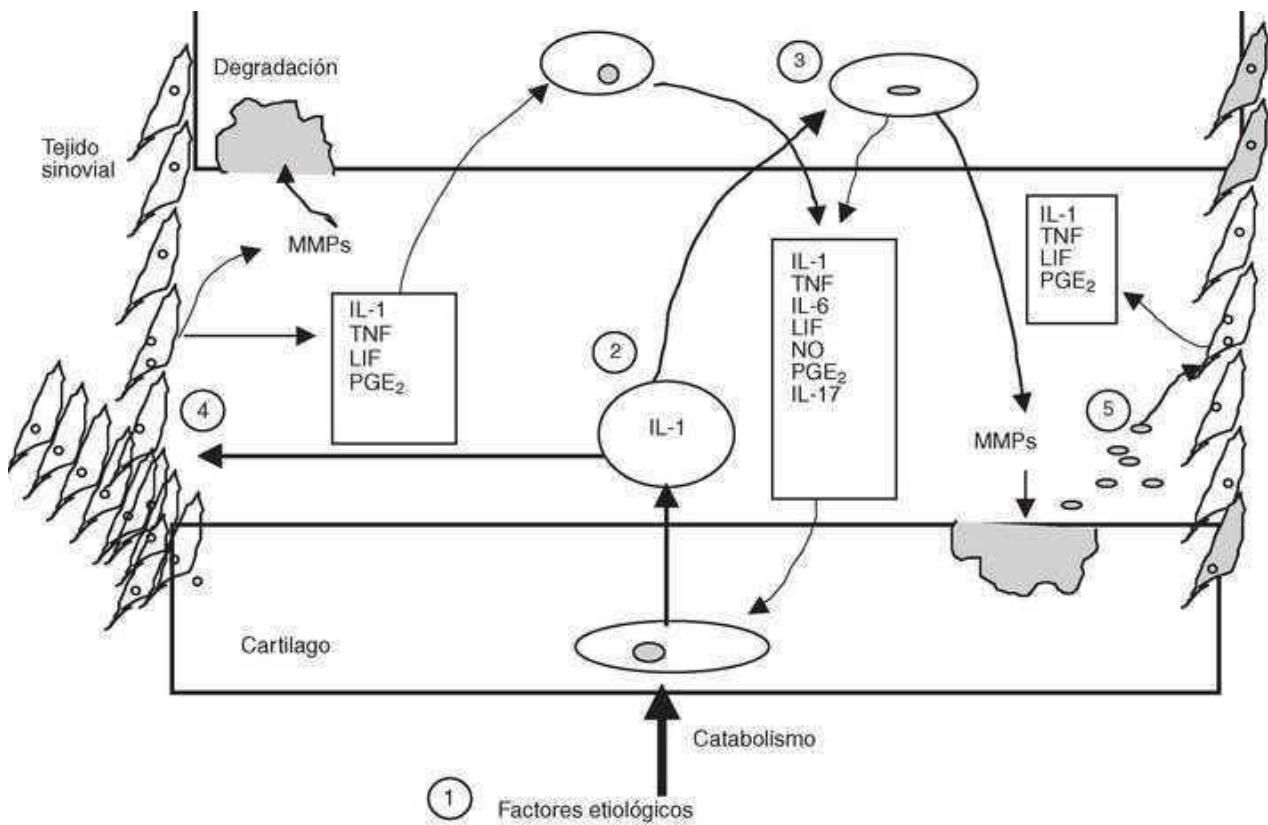 3
Degradación
Tejido
sinovial
MMPs
IL-1
TNF
LIF
PGE₂
IL-1
TNF
IL-6
LIF
NO
PGE₂
IL-17
IL-1
TNF
LIF
PGE₂
2
IL-1
4
5
MMPs
Cartilago
Catabolismo
1 Factores etiológicos